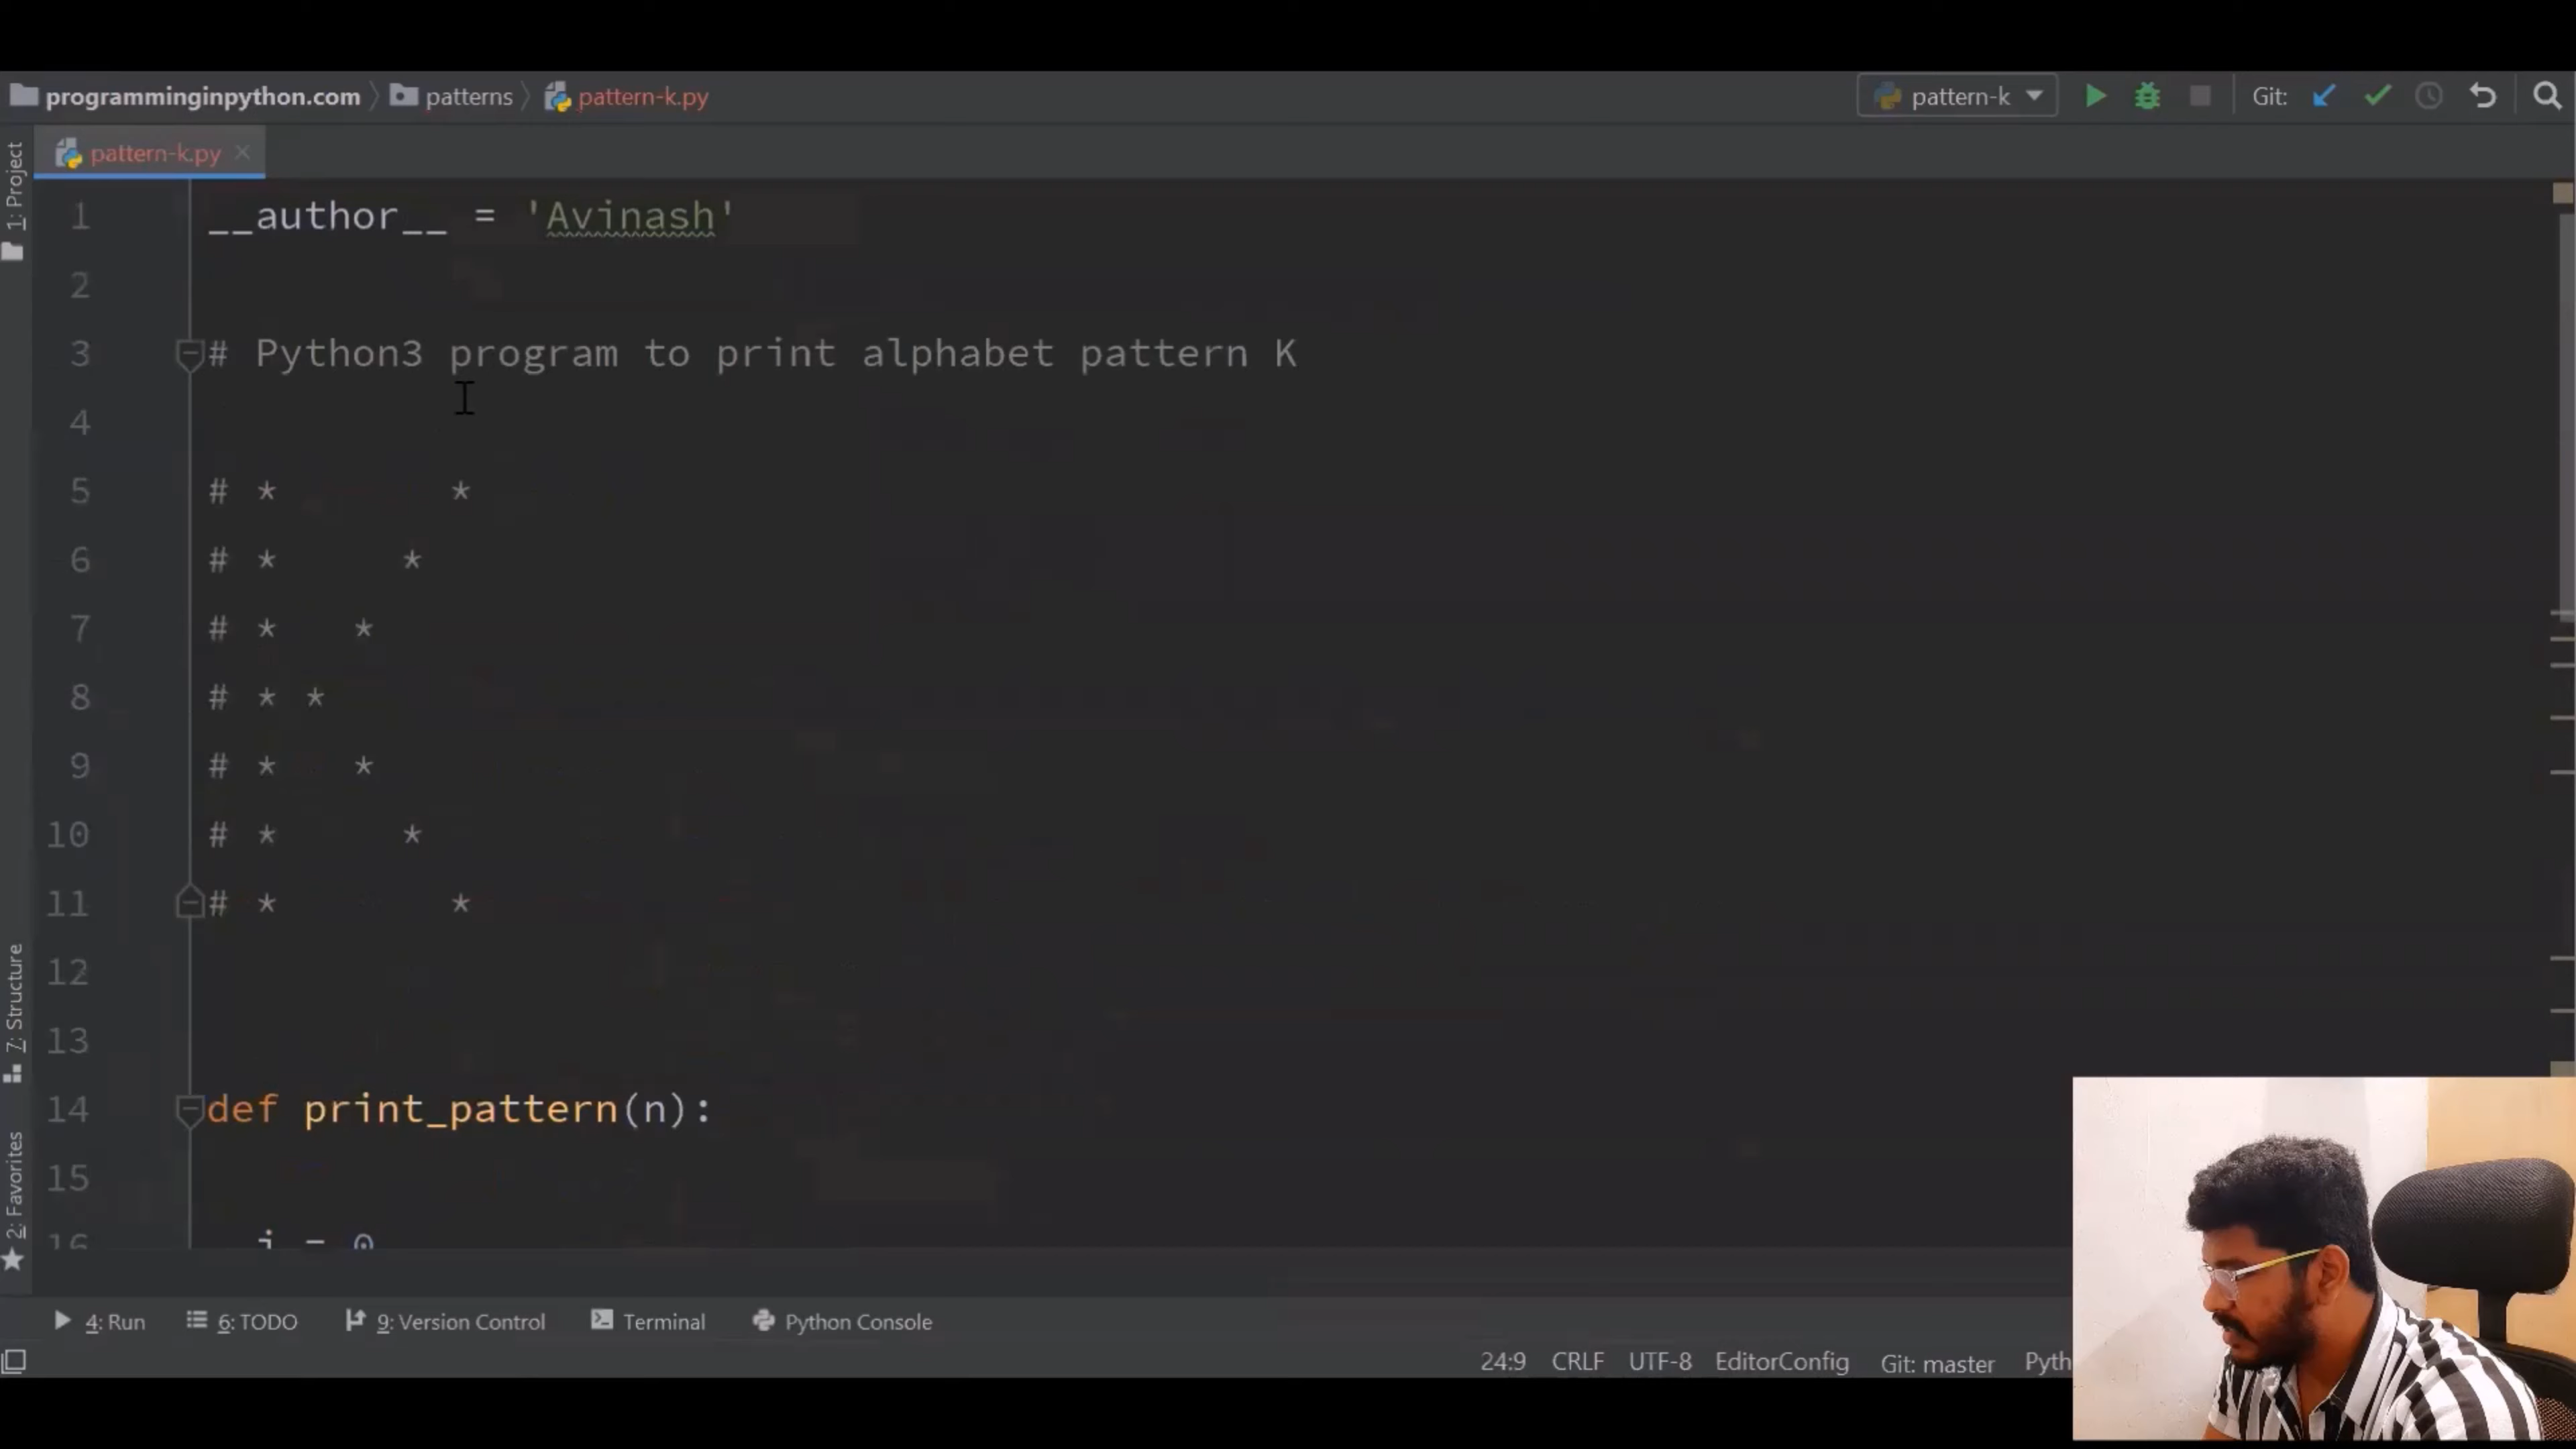 programminginpython.com patterns pattern-k.py pattern-k Git:
pattern-k.py
1: Project
1 __author__ = 'Avinash'
2
3 # Python3 program to print alphabet pattern K
4
5 # *       *
6 # *     *
7 # *   *
8 # * *
9 # *   *
10 # *     *
11 # *       *
12
13
14 def print_pattern(n):
15
16 i = 0
7: Structure
2: Favorites
4: Run 6: TODO 9: Version Control Terminal Python Console
24:9 CRLF UTF-8 EditorConfig Git: master Pyth